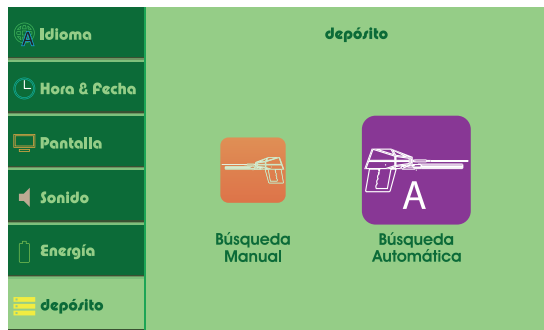 Idioma
Hora & Fecha
Pantalla
Sonido
Energía
depósito
depósito
A
Búsqueda
Manual
Búsqueda
Automática